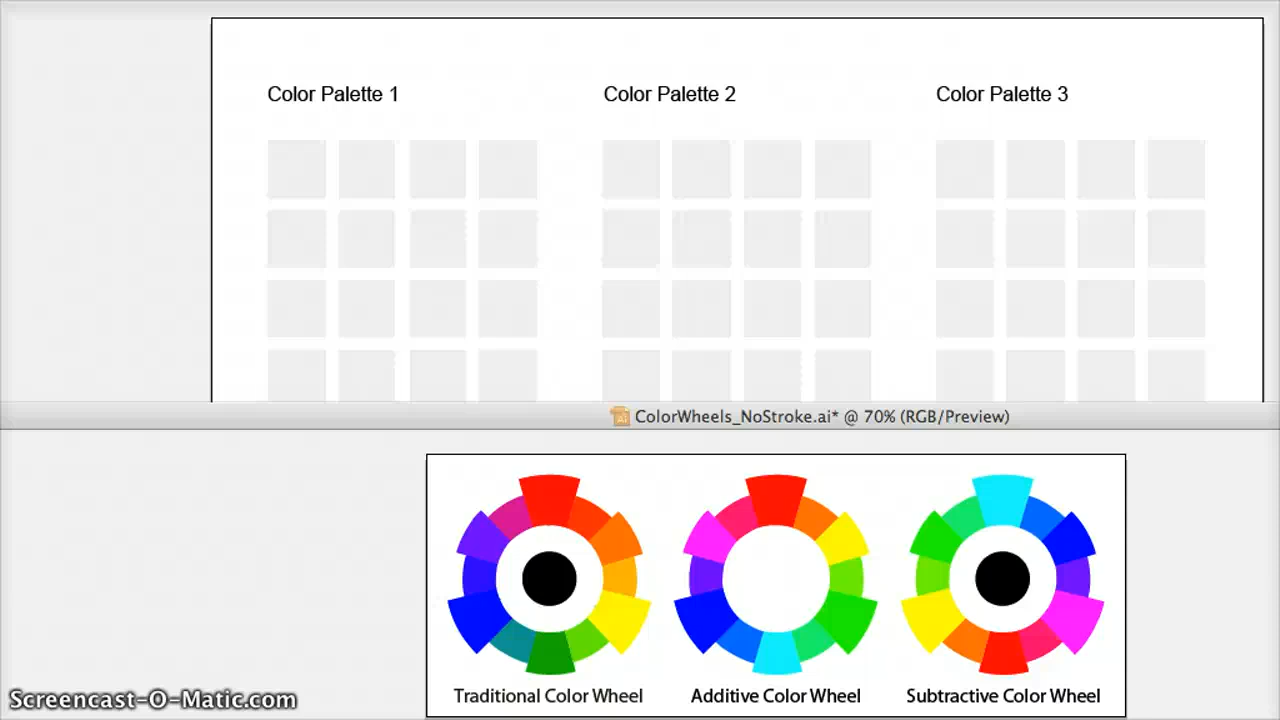 Color Palette 1
Color Palette 2
Color Palette 3
ColorWheels_NoStroke.ai* @ 70% (RGB/Preview)
Traditional Color Wheel
Additive Color Wheel
Subtractive Color Wheel
Screencast-O-Matic.com